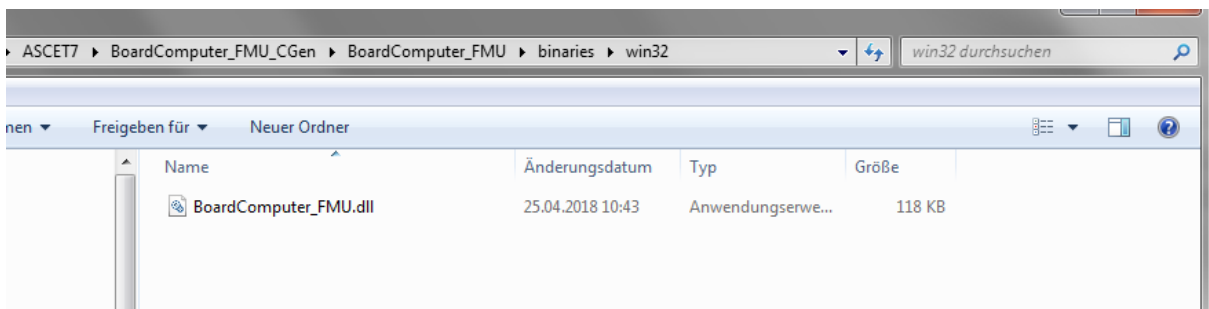 ASCET7 ▸ BoardComputer_FMU_CGen ▸ BoardComputer_FMU ▸ binaries ▸ win32 win32 durchsuchen
Freigeben für Neuer Ordner
Name Änderungsdatum Typ Größe
BoardComputer_FMU.dll 25.04.2018 10:43 Anwendungserwe... 118 KB